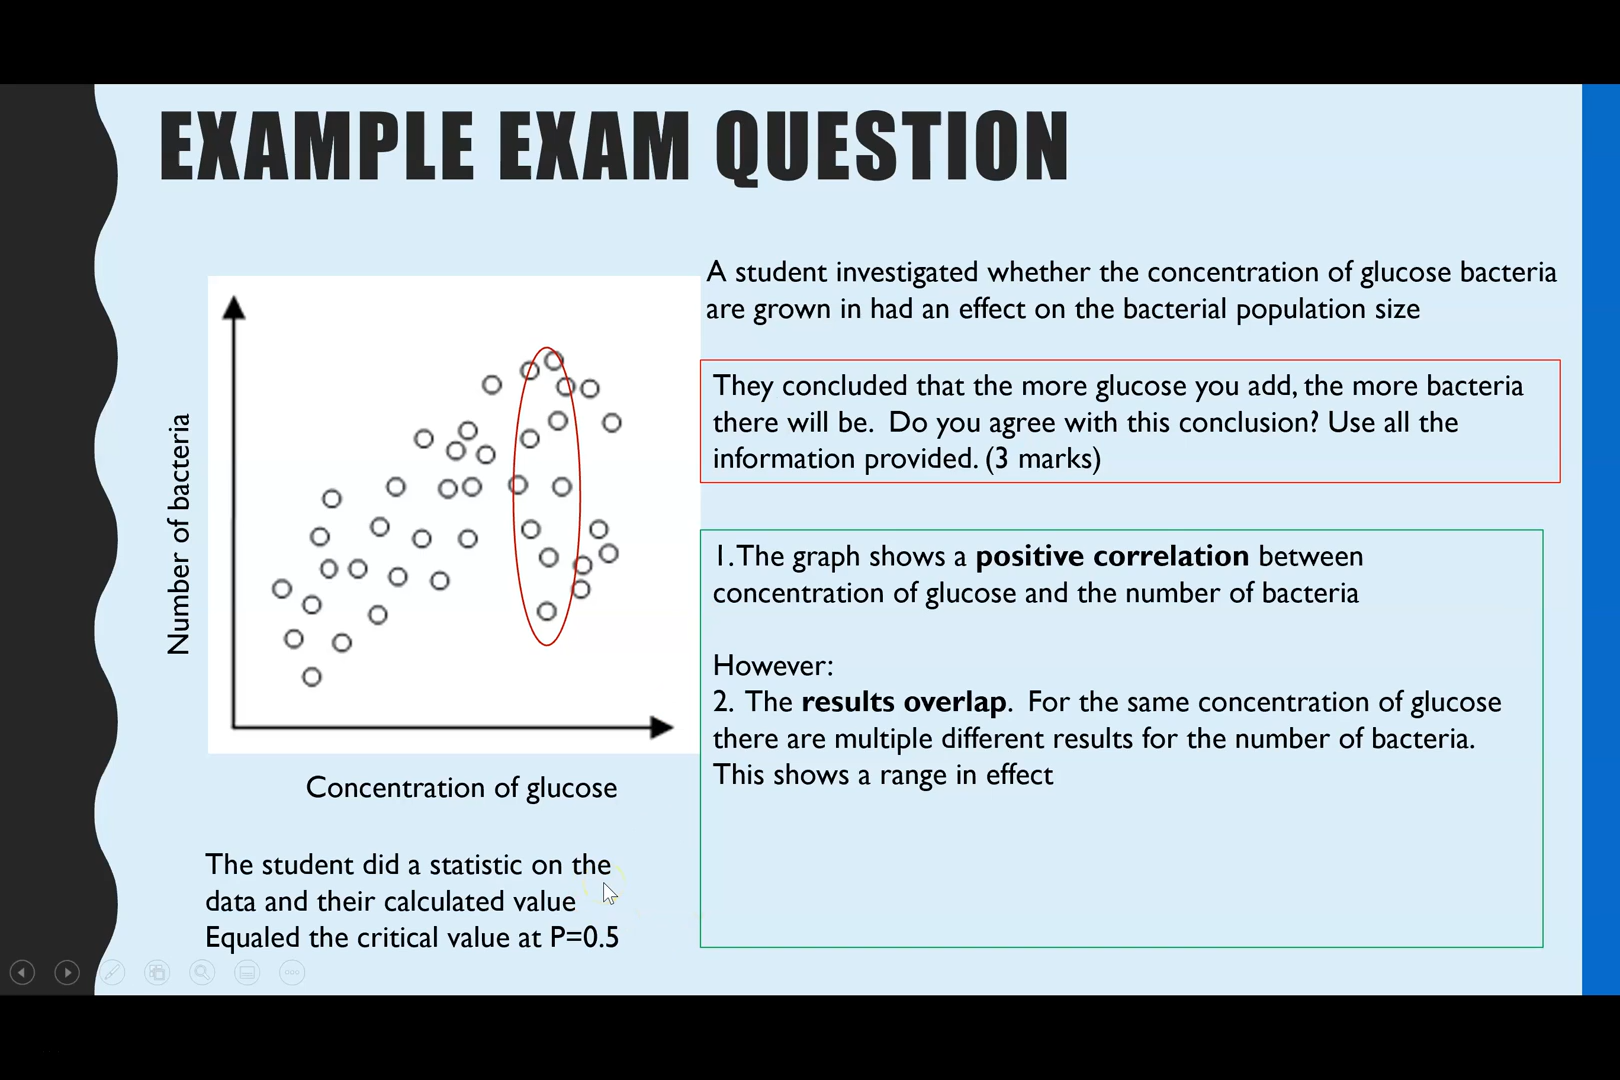 EXAMPLE EXAM QUESTION
A student investigated whether the concentration of glucose bacteria
are grown in had an effect on the bacterial population size
They concluded that the more glucose you add, the more bacteria
there will be. Do you agree with this conclusion? Use all the
information provided. (3 marks)
Number of bacteria
Concentration of glucose
1. The graph shows a positive correlation between
concentration of glucose and the number of bacteria
However:
2. The results overlap. For the same concentration of glucose
there are multiple different results for the number of bacteria.
This shows a range in effect
The student did a statistic on the
data and their calculated value
Equaled the critical value at P=0.5